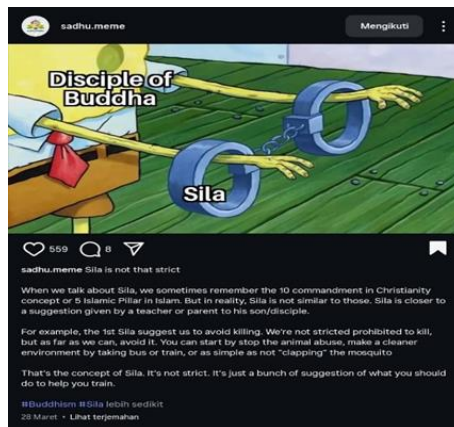 sadhu.meme
Mengikuti
Disciple of
Buddha
Sila
559
8
sadhu.meme Sila is not that strict
When we talk about Sila, we sometimes remember the 10 commandment in Christianity
concept or 5 Islamic Pillar in Islam. But in reality, Sila is not similar to those. Sila is closer to
a suggestion given by a teacher or parent to his son/disciple.
For example, the 1st Sila suggest us to avoid killing. We're not stricted prohibited to kill,
but as far as we can, avoid it. You can start by stop the animal abuse, make a cleaner
environment by taking bus or train, or as simple as not "clapping" the mosquito
That's the concept of Sila. It's not strict. It's just a bunch of suggestion of what you should
do to help you train.
#Buddhism #Sila lebih sedikit
28 Maret • Lihat terjemahan